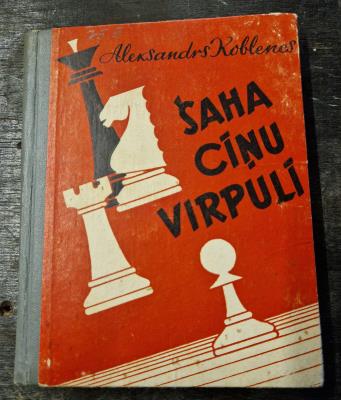 Aleksandrs Koblencs
ŠAHA
CĪŅU
VIRPULĪ